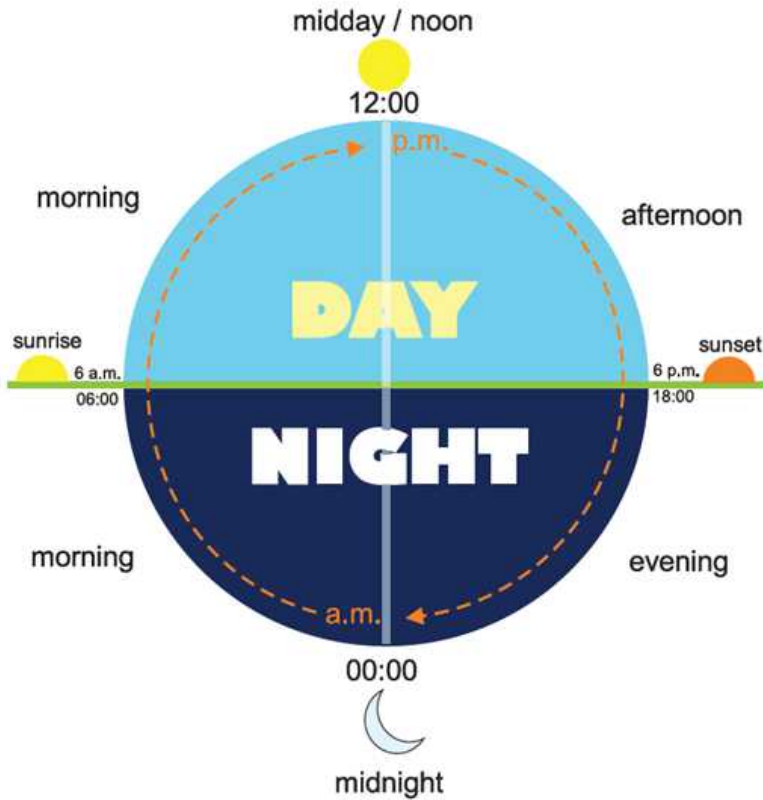 midday / noon
12:00
p.m.
morning
afternoon
DAY
sunrise
sunset
6 a.m.
6 p.m.
06:00
18:00
NIGHT
morning
evening
a.m.
00:00
midnight